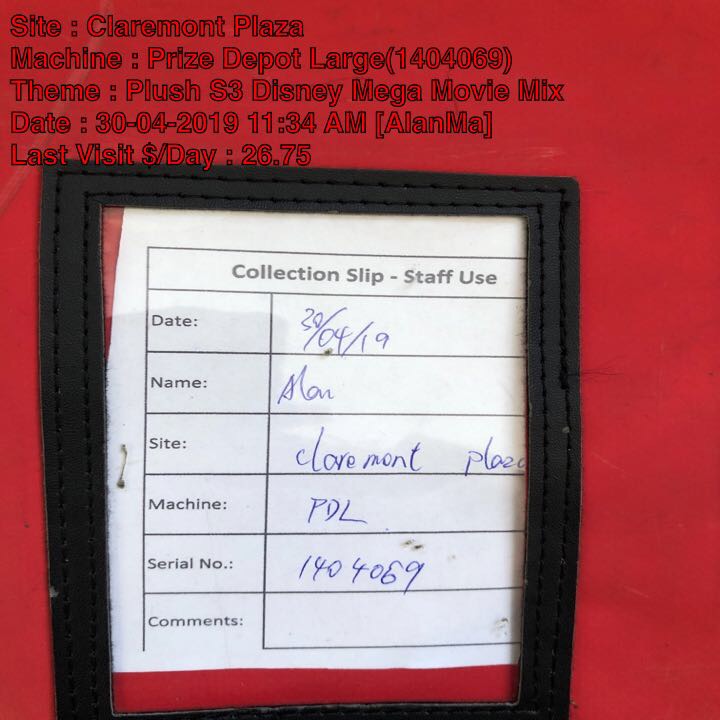 Site : Claremont Plaza
Machine : Prize Depot Large(1404069)
Theme : Plush S3 Disney Mega Movie Mix
Date : 30-04-2019 11:34 AM [AlanMa]
Last Visit $/Day : 26.75
Collection Slip - Staff Use
Date: 30/04/19
Name: Alan
Site: claremont plaza
Machine: PDL
Serial No.: 1404069
Comments: